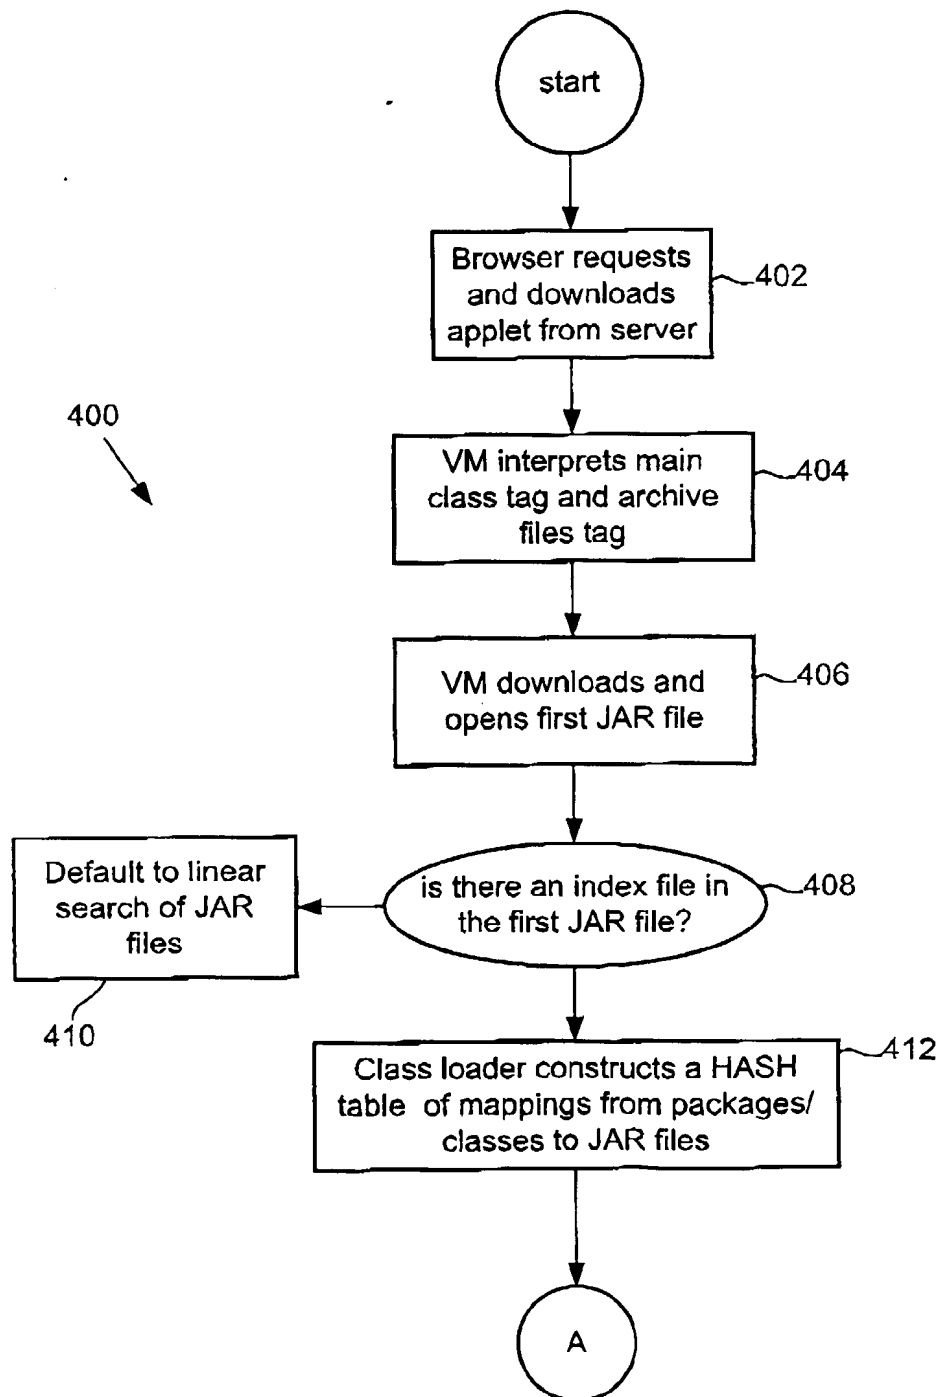 start
Browser requests
and downloads
applet from server
402
400
VM interprets main
class tag and archive
files tag
404
VM downloads and
opens first JAR file
406
is there an index file in
the first JAR file?
408
Default to linear
search of JAR
files
410
Class loader constructs a HASH
table of mappings from packages/
classes to JAR files
412
A